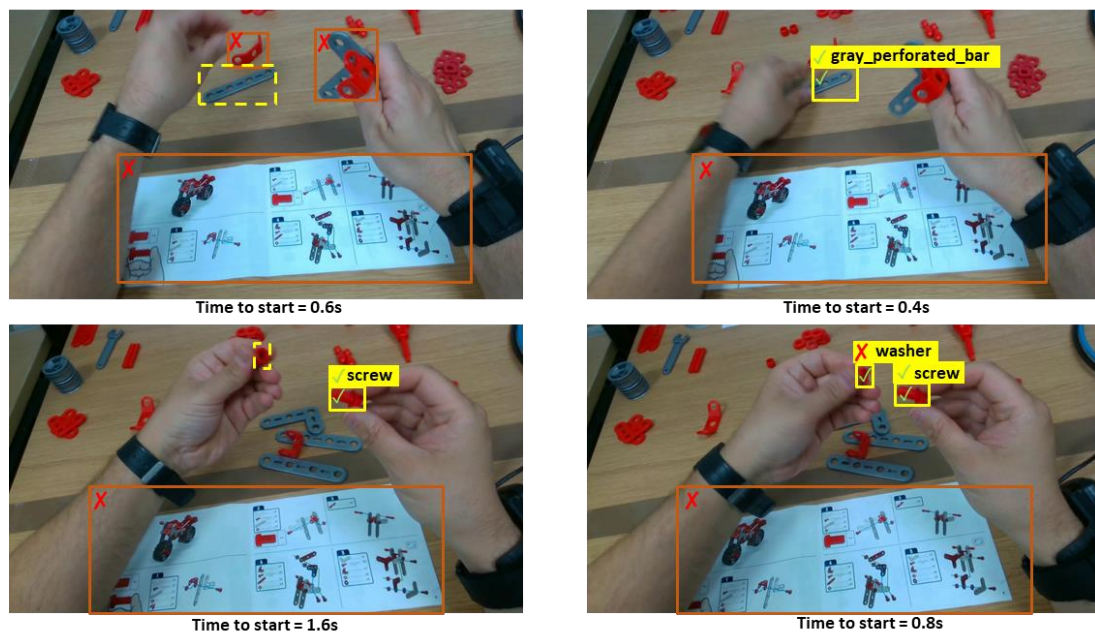 gray_perforated_bar
Time to start = 0.6s
Time to start = 0.4s
screw
washer
screw
Time to start = 1.6s
Time to start = 0.8s